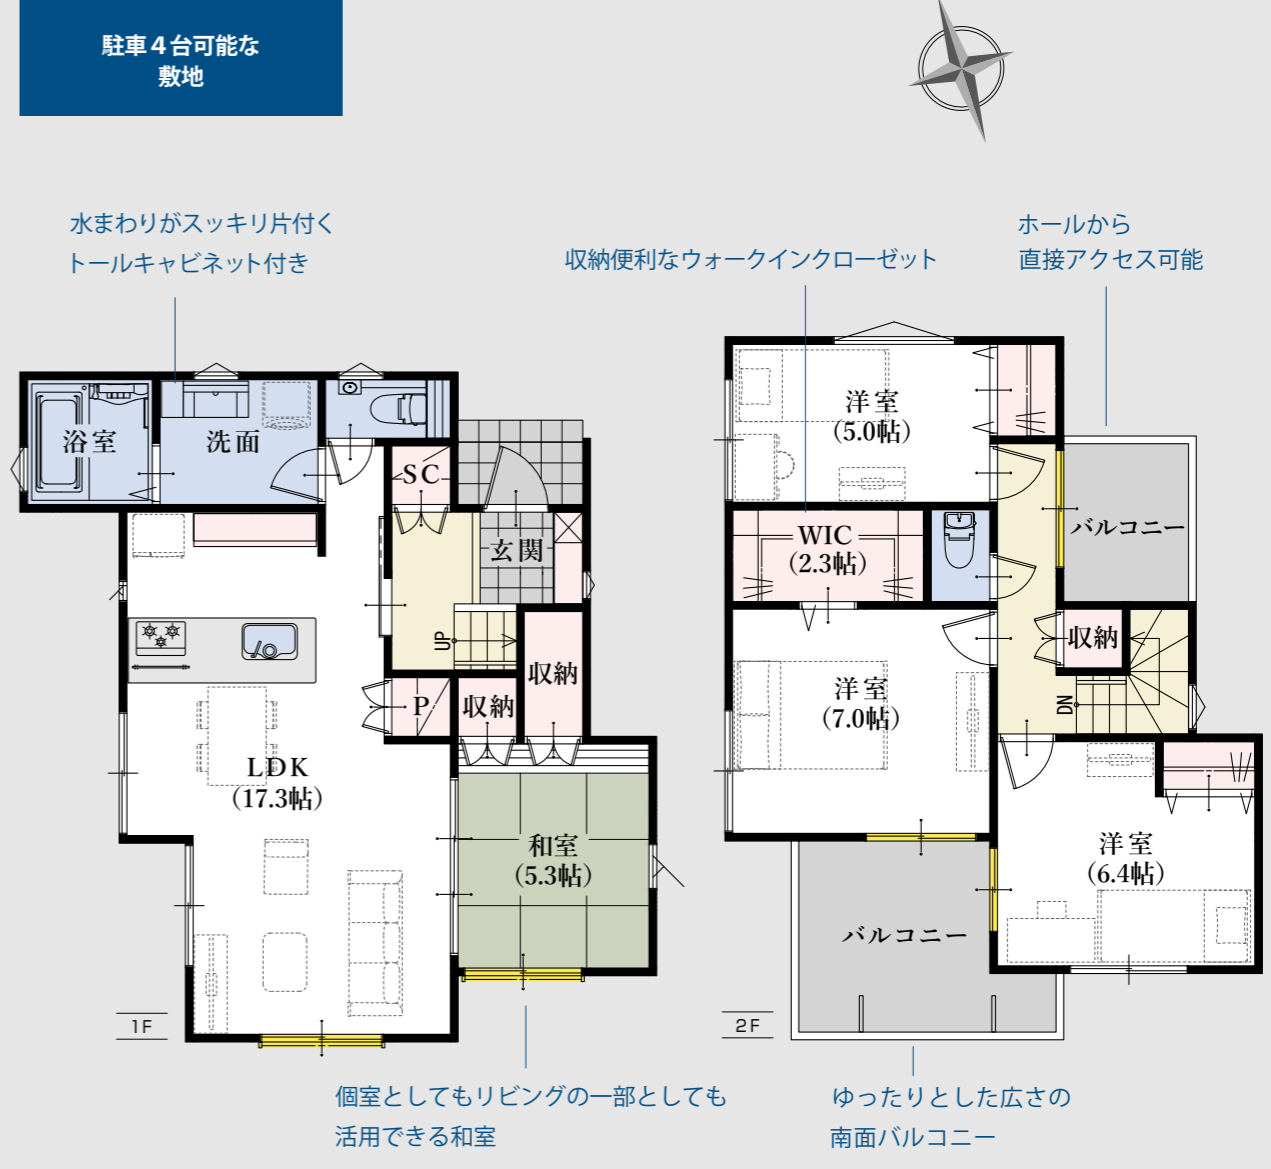 駐車4台可能な
敷地
水まわりがスッキリ片付く
トールキャビネット付き
収納便利なウォークインクローゼット
ホールから
直接アクセス可能
浴室
洗面
SC
玄関
UP
収納
P
収納
LDK
(17.3帖)
和室
(5.3帖)
1F
個室としてもリビングの一部としても
活用できる和室
洋室
(5.0帖)
バルコニー
WIC
(2.3帖)
収納
洋室
(7.0帖)
DN
洋室
(6.4帖)
バルコニー
2F
ゆったりとした広さの
南面バルコニー